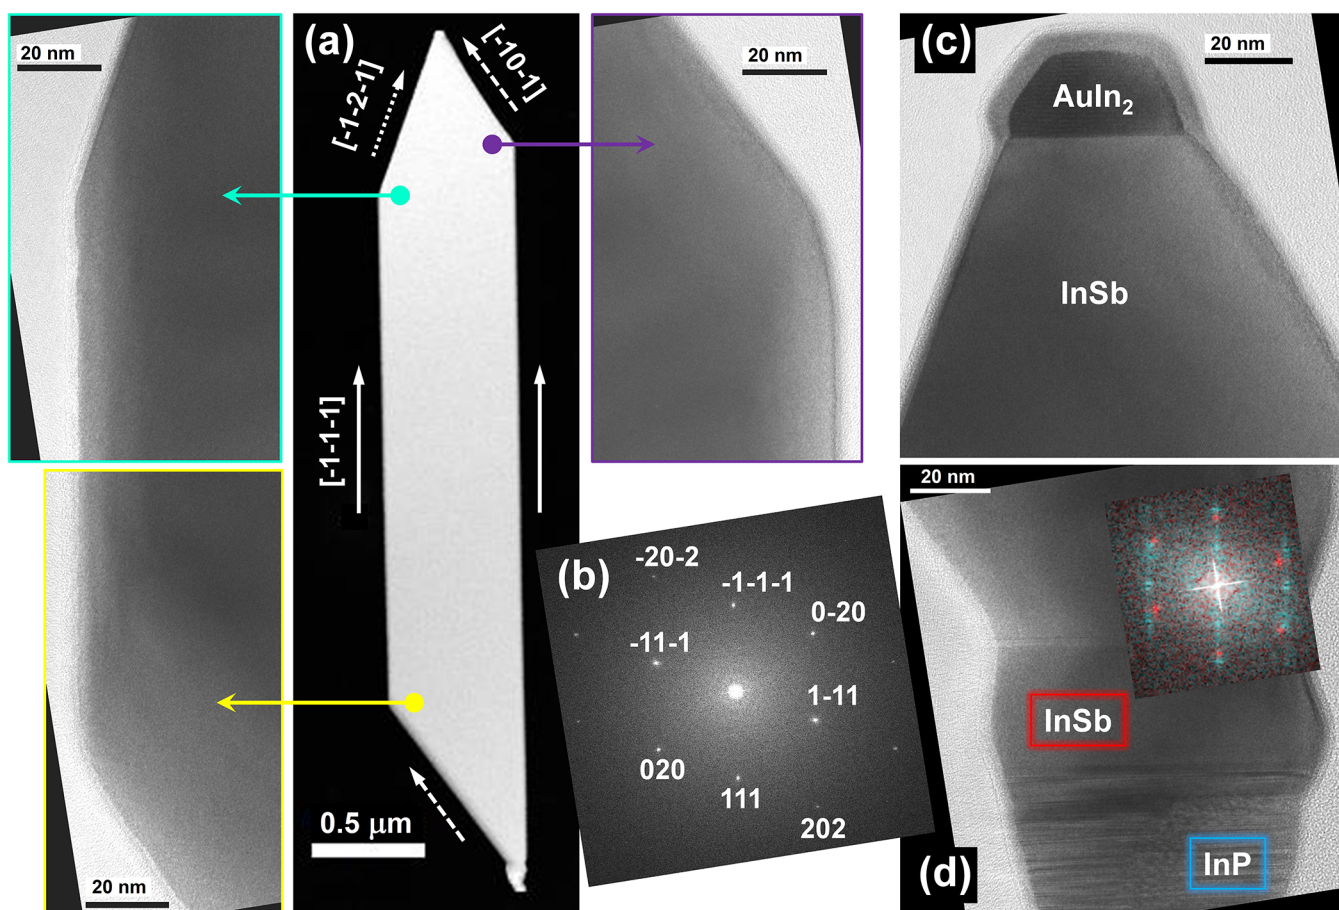 20 nm
(a)
[-1-2-1]
[-10-1]
[-1-1-1]
0.5 μm
20 nm
20 nm
(b)
-20-2
-1-1-1
0-20
-11-1
1-11
020
111
202
(c)
20 nm
AuIn₂
InSb
20 nm
InSb
InP
(d)